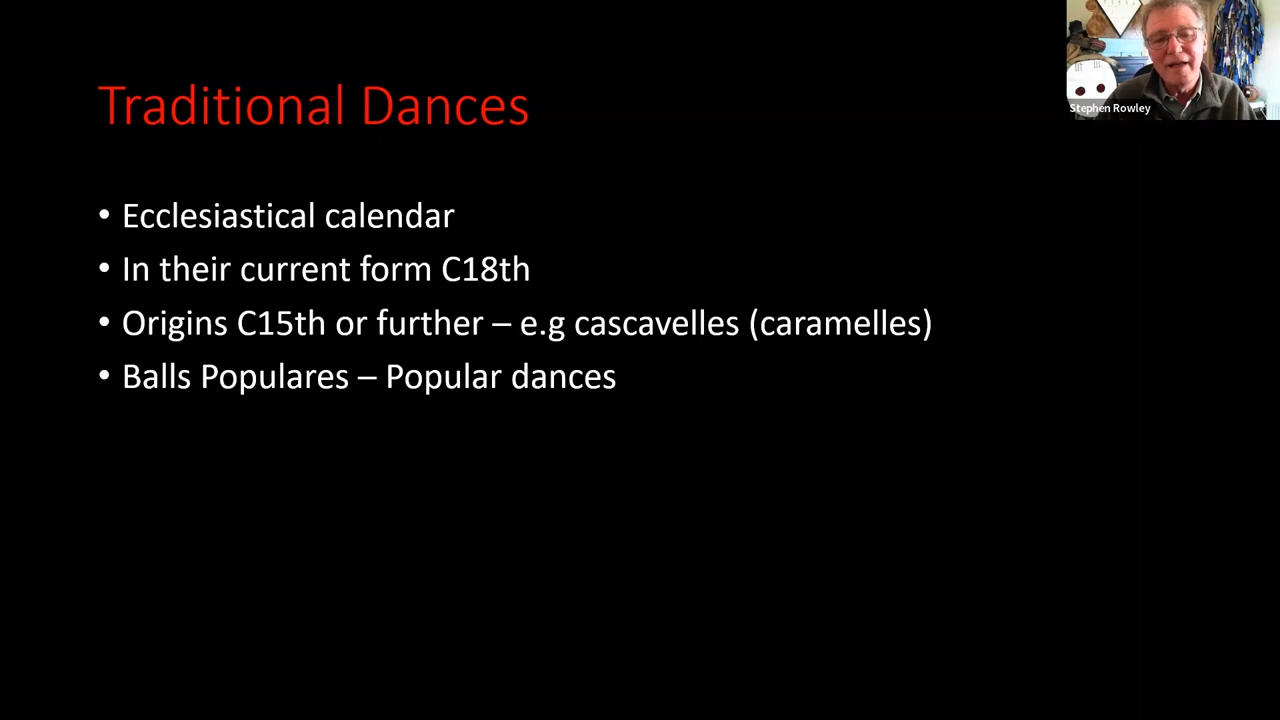 Traditional Dances
• Ecclesiastical calendar
• In their current form C18th
• Origins C15th or further – e.g cascavelles (caramelles)
• Balls Populares – Popular dances
Stephen Rowley